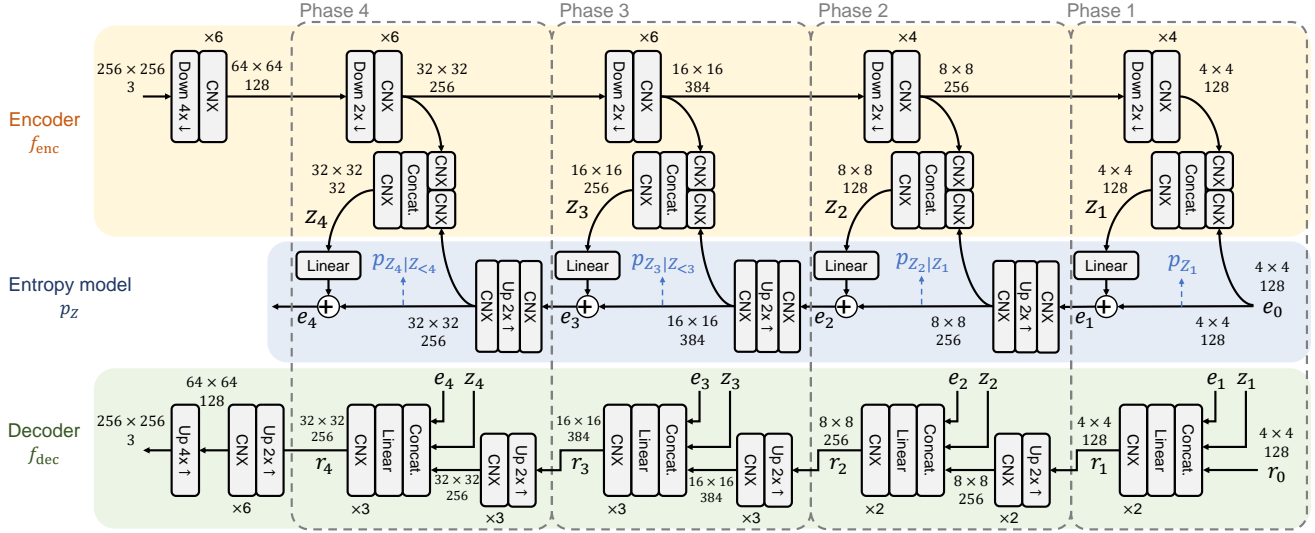 Phase 4
Phase 3
Phase 2
Phase 1
×6
×6
×6
×4
×4
256 × 256
3
Down 4x ↓
CNX
64 × 64
128
Down 2x ↓
CNX
32 × 32
256
Down 2x ↓
CNX
16 × 16
384
Down 2x ↓
CNX
8 × 8
256
Down 2x ↓
CNX
4 × 4
128
Encoder
f_enc
32 × 32
32
CNX
Concat.
CNX
CNX
z_4
16 × 16
256
CNX
Concat.
CNX
CNX
z_3
8 × 8
128
CNX
Concat.
CNX
CNX
z_2
4 × 4
128
CNX
Concat.
CNX
CNX
z_1
Entropy model
p_Z
Linear
p_{Z_4|Z_{<4}}
e_4
+
32 × 32
256
CNX
Up 2x ↑
CNX
Linear
p_{Z_3|Z_{<3}}
e_3
+
16 × 16
384
CNX
Up 2x ↑
CNX
Linear
p_{Z_2|Z_1}
e_2
+
8 × 8
256
CNX
Up 2x ↑
CNX
Linear
p_{Z_1}
e_1
+
4 × 4
128
4 × 4
128
e_0
Decoder
f_dec
256 × 256
3
Up 4x ↑
64 × 64
128
CNX
Up 2x ↑
×6
32 × 32
256
r_4
CNX
Linear
Concat.
×3
e_4
z_4
32 × 32
256
CNX
Up 2x ↑
×3
16 × 16
384
r_3
CNX
Linear
Concat.
×3
e_3
z_3
16 × 16
384
CNX
Up 2x ↑
×3
8 × 8
256
r_2
CNX
Linear
Concat.
×2
e_2
z_2
8 × 8
256
CNX
Up 2x ↑
×2
4 × 4
128
r_1
CNX
Linear
Concat.
×2
e_1
z_1
4 × 4
128
r_0